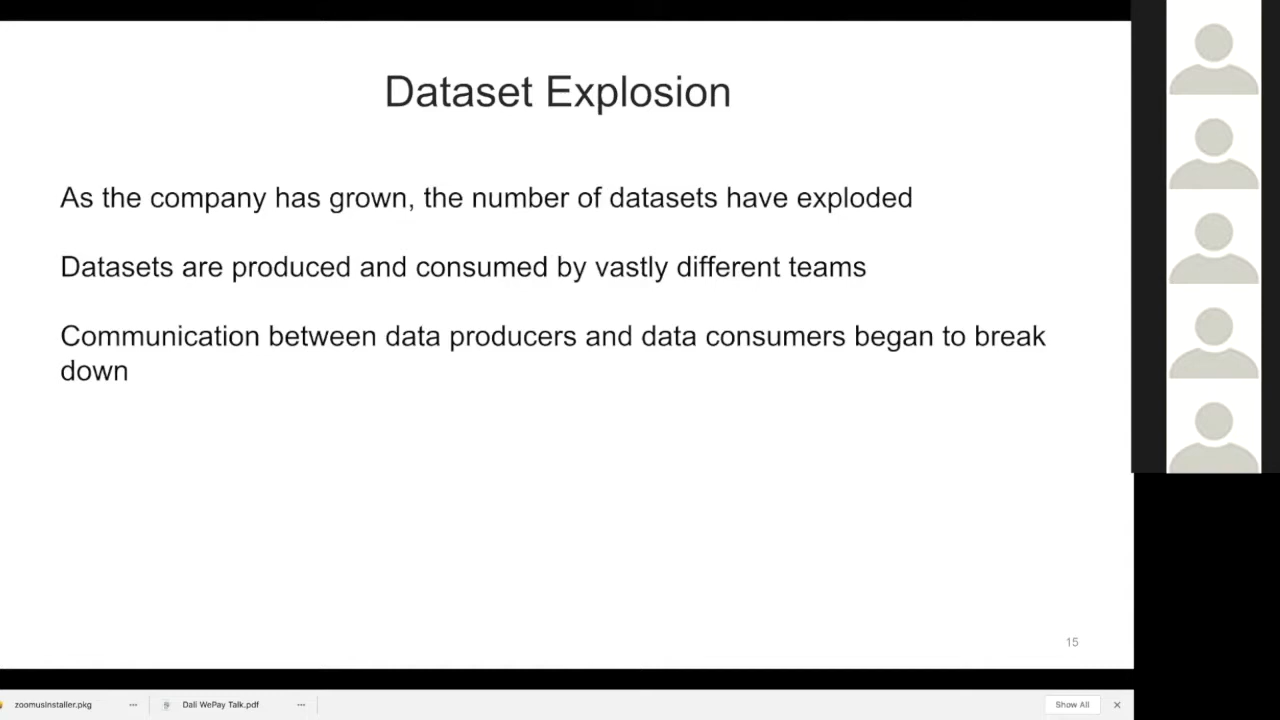 Dataset Explosion
As the company has grown, the number of datasets have exploded
Datasets are produced and consumed by vastly different teams
Communication between data producers and data consumers began to break
down
15
zoomusInstaller.pkg
Dali WePay Talk.pdf
Show All